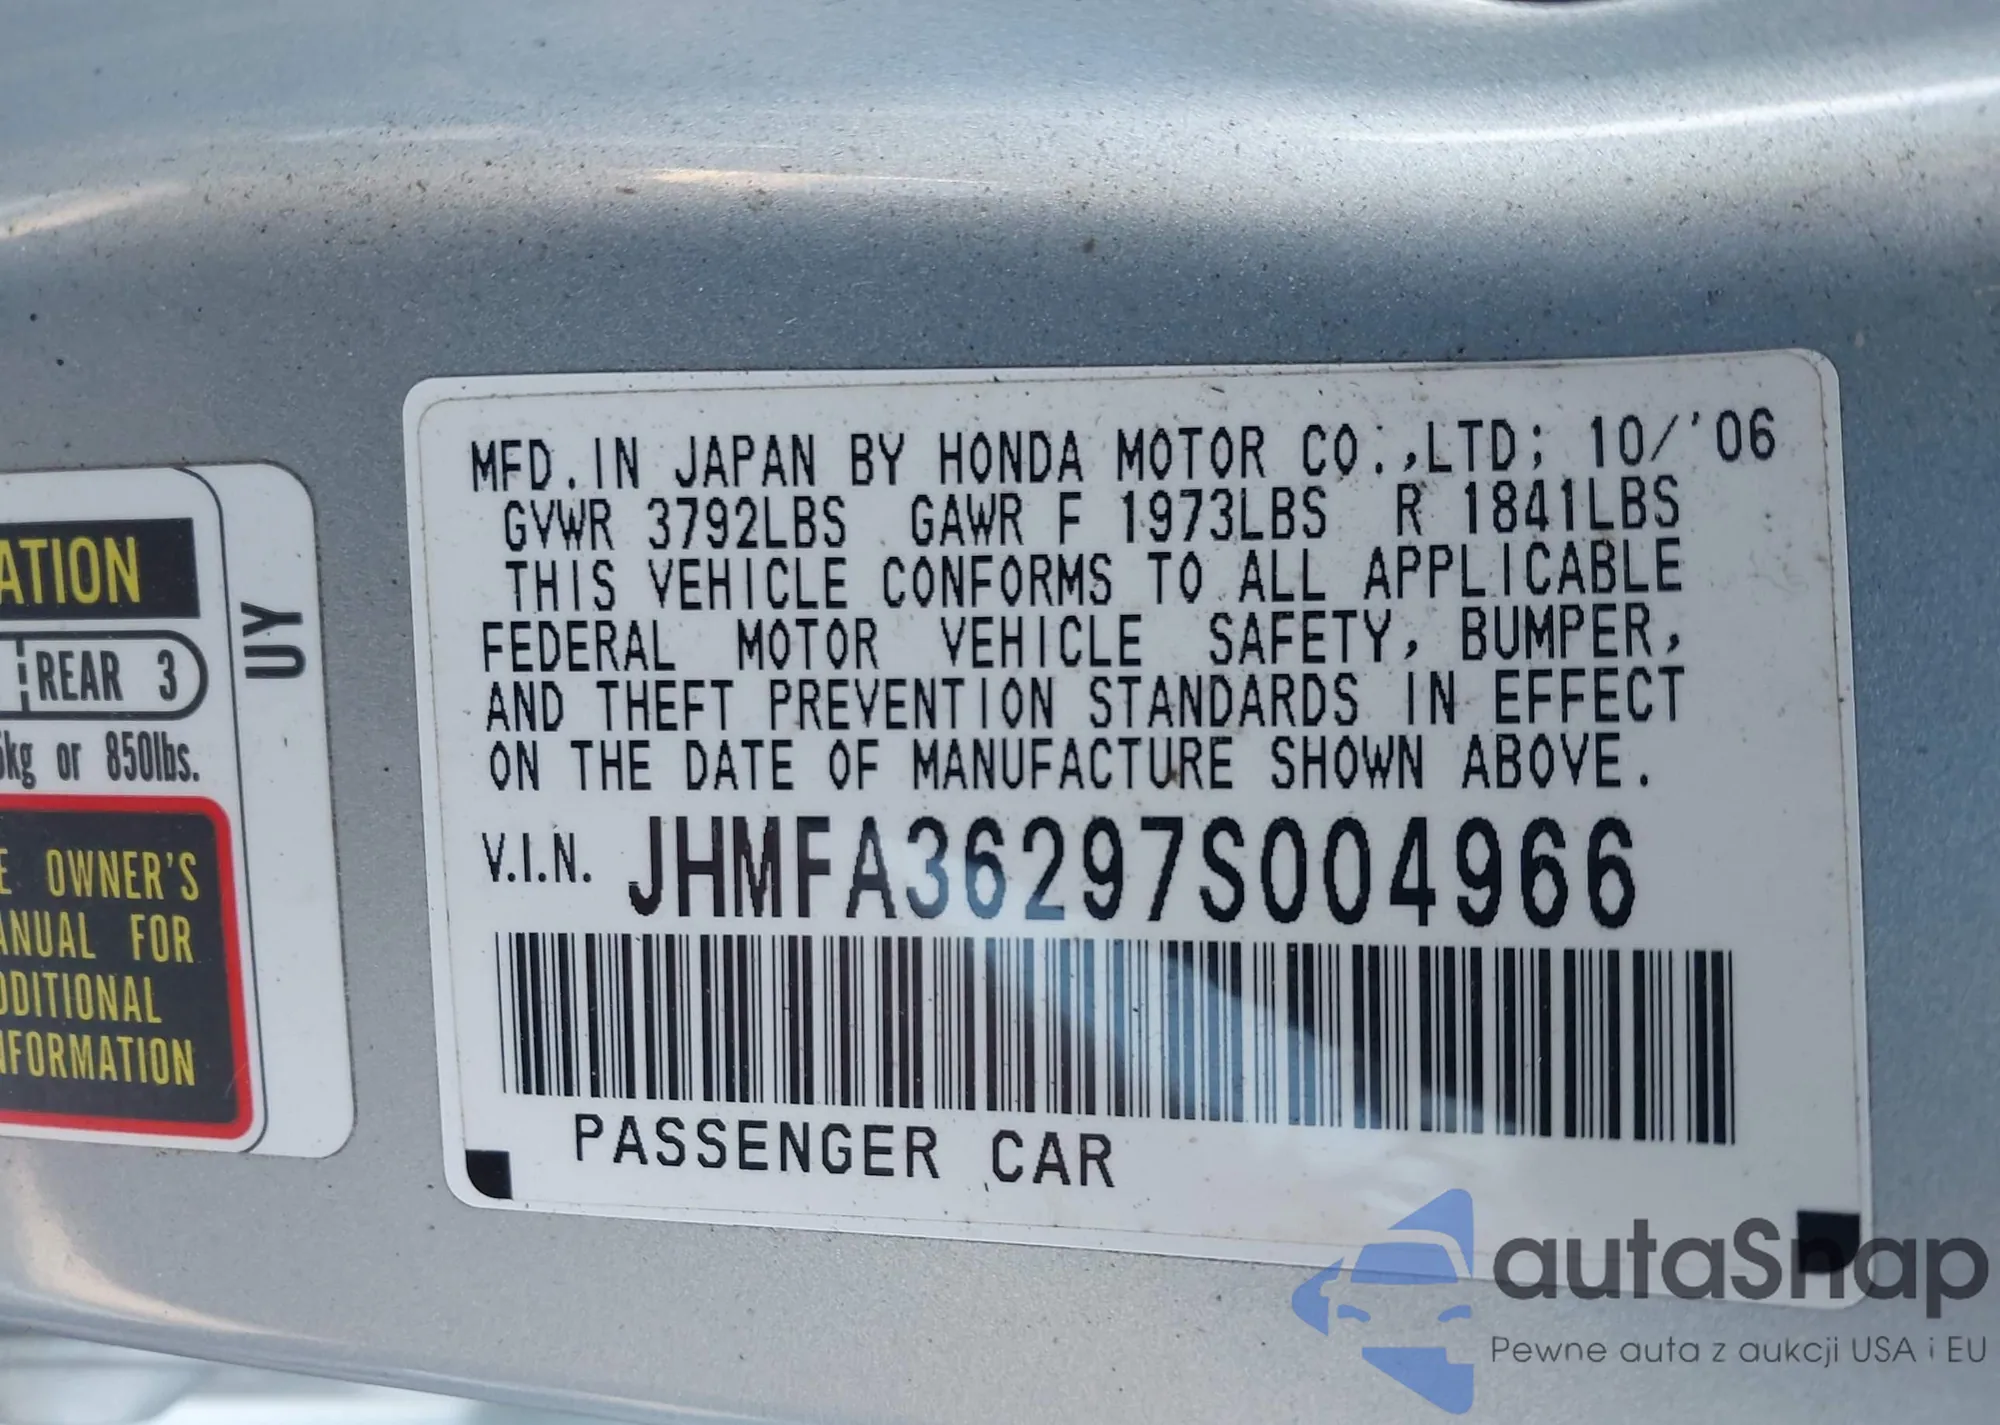 MFD. IN JAPAN BY HONDA MOTOR CO.,LTD; 10/'06
GVWR 3792LBS GAWR F 1973LBS R 1841LBS
THIS VEHICLE CONFORMS TO ALL APPLICABLE
FEDERAL MOTOR VEHICLE SAFETY, BUMPER,
AND THEFT PREVENTION STANDARDS IN EFFECT
ON THE DATE OF MANUFACTURE SHOWN ABOVE.
V.I.N. JHMFA36297S004966
PASSENGER CAR
ATION
REAR 3
kg or 850lbs.
E OWNER'S
ANUAL FOR
DDITIONAL
NFORMATION
UY
autaSnap
Pewne auta z aukcji USA i EU